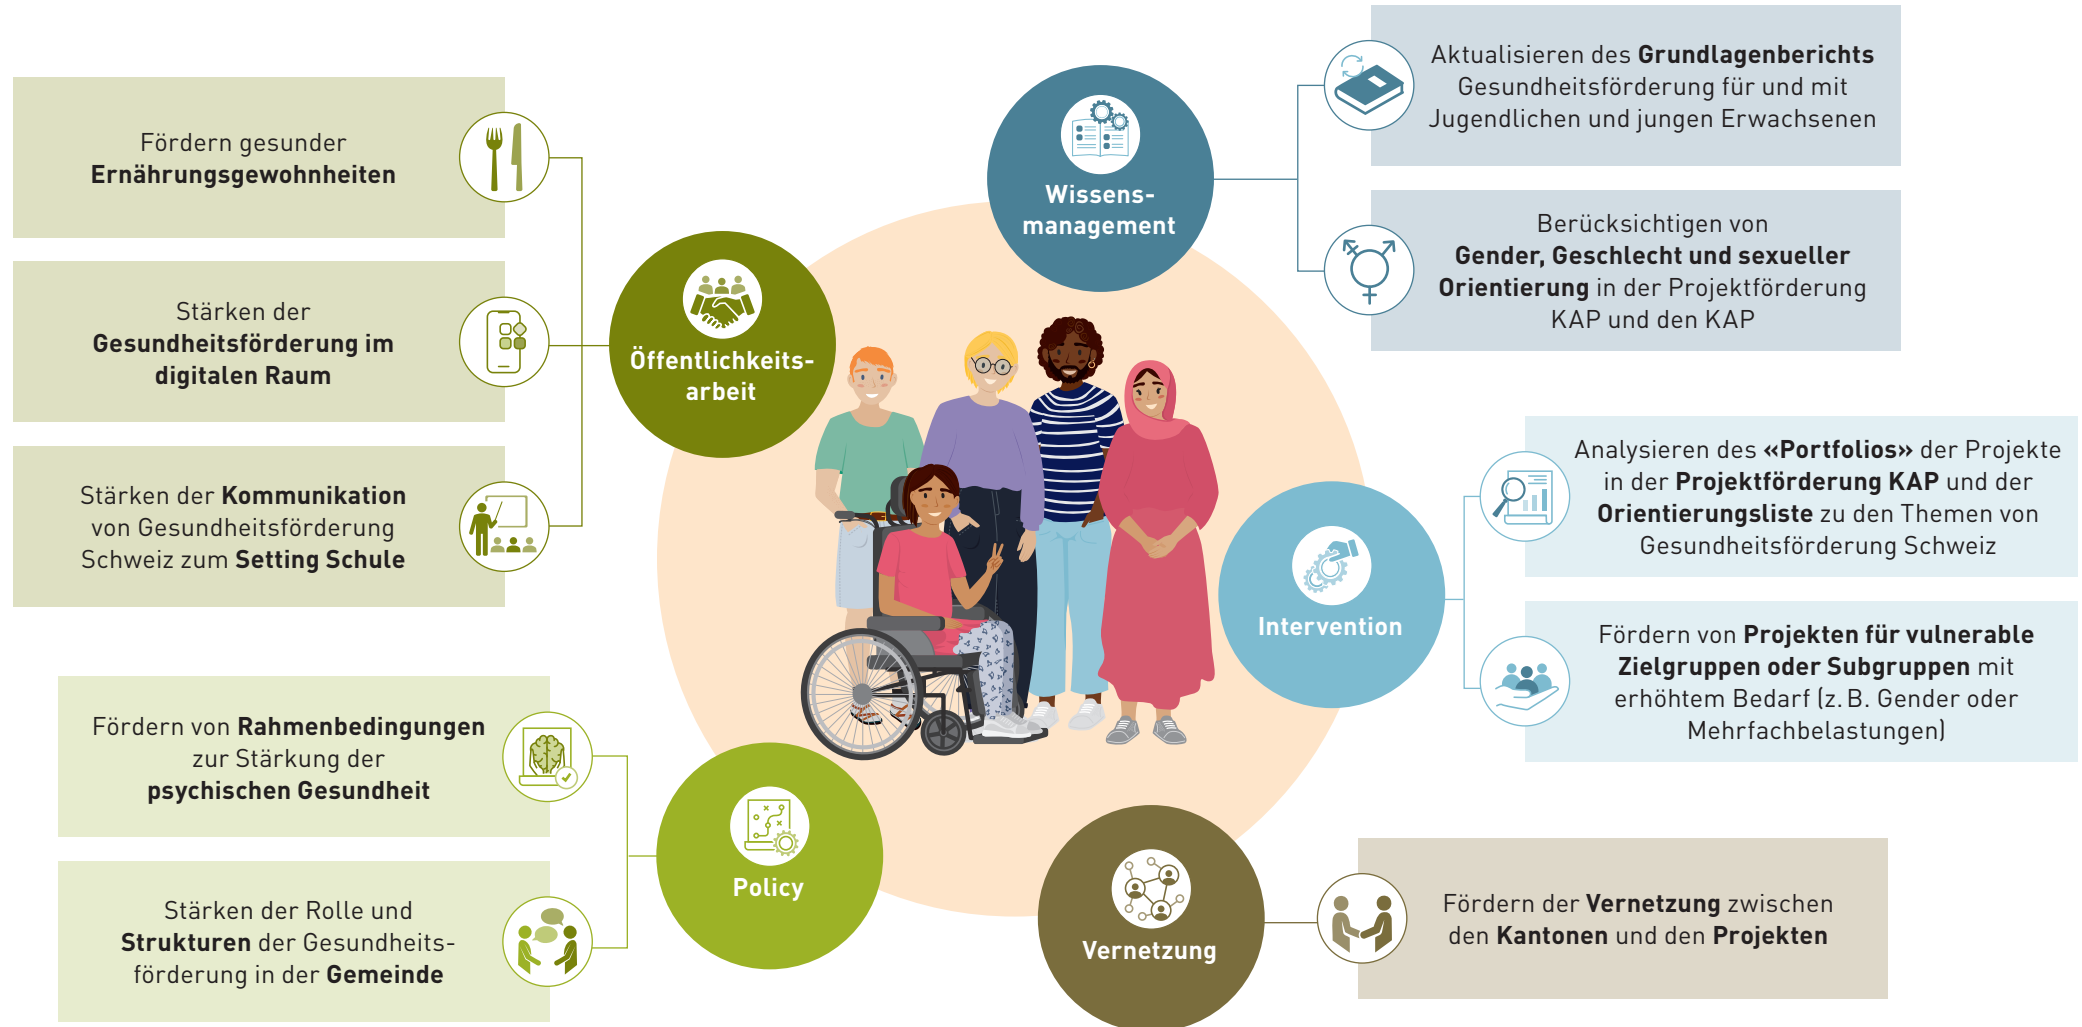 Fördern gesunder
Ernährungsgewohnheiten
Stärken der
Gesundheitsförderung im
digitalen Raum
Stärken der Kommunikation
von Gesundheitsförderung
Schweiz zum Setting Schule
Öffentlichkeits-
arbeit
Wissens-
management
Aktualisieren des Grundlagenberichts
Gesundheitsförderung für und mit
Jugendlichen und jungen Erwachsenen
Berücksichtigen von
Gender, Geschlecht und sexueller
Orientierung in der Projektförderung
KAP und den KAP
Intervention
Analysieren des «Portfolios» der Projekte
in der Projektförderung KAP und der
Orientierungsliste zu den Themen von
Gesundheitsförderung Schweiz
Fördern von Projekten für vulnerable
Zielgruppen oder Subgruppen mit
erhöhtem Bedarf (z. B. Gender oder
Mehrfachbelastungen)
Fördern von Rahmenbedingungen
zur Stärkung der
psychischen Gesundheit
Stärken der Rolle und
Strukturen der Gesundheits-
förderung in der Gemeinde
Policy
Vernetzung
Fördern der Vernetzung zwischen
den Kantonen und den Projekten